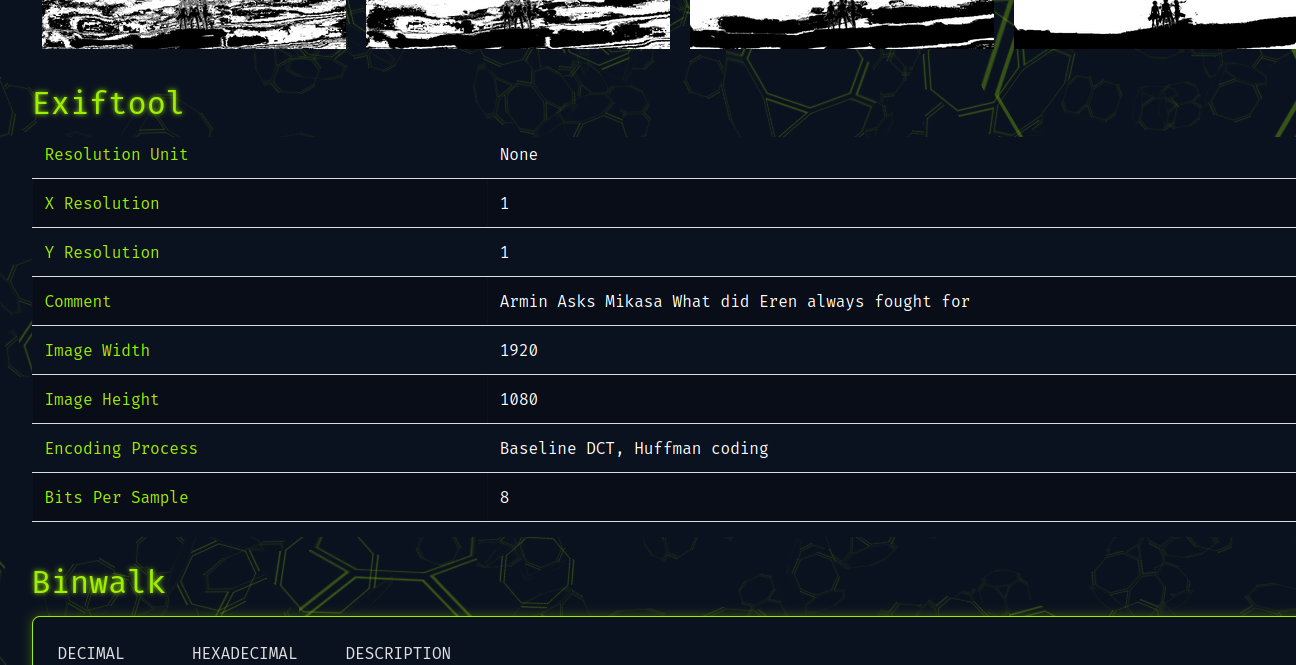 Exiftool
Resolution Unit None
X Resolution 1
Y Resolution 1
Comment Armin Asks Mikasa What did Eren always fought for
Image Width 1920
Image Height 1080
Encoding Process Baseline DCT, Huffman coding
Bits Per Sample 8
Binwalk
DECIMAL HEXADECIMAL DESCRIPTION